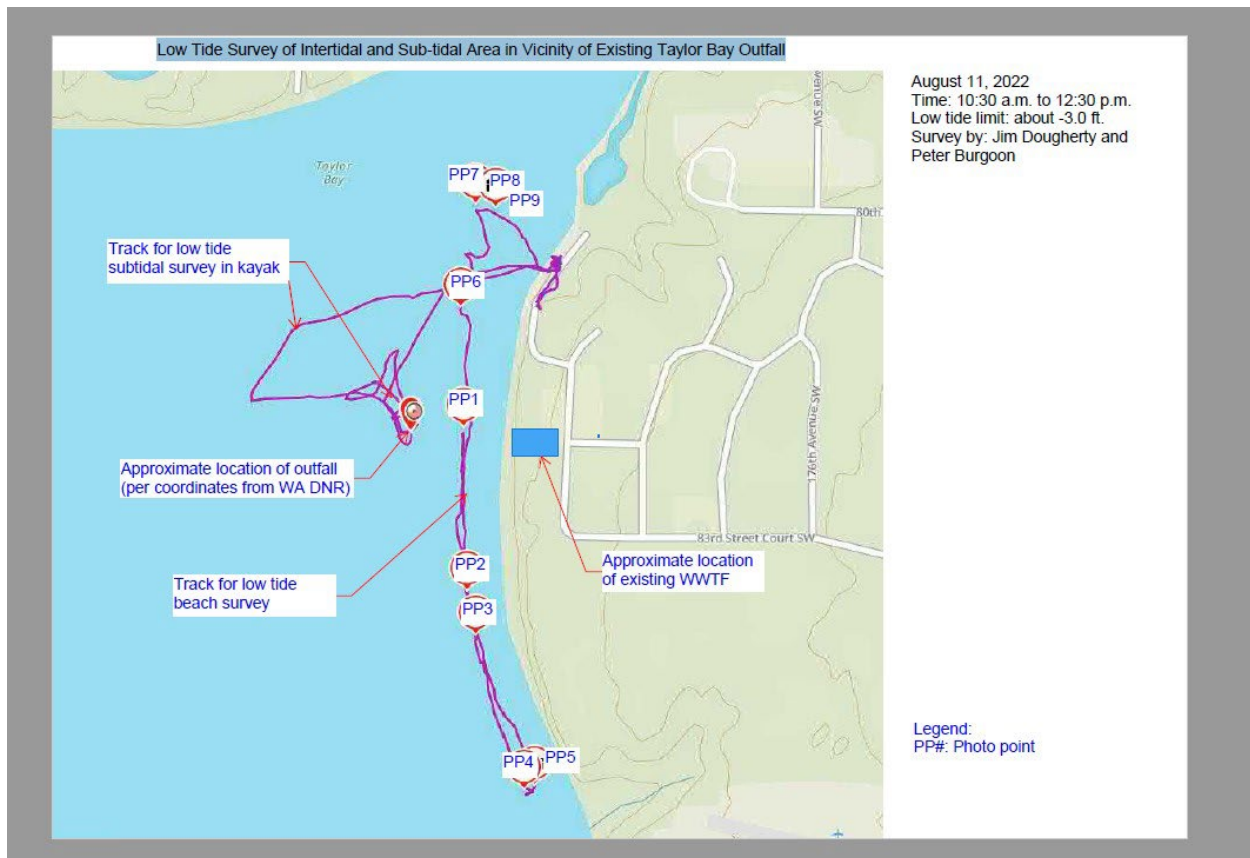 Low Tide Survey of Intertidal and Sub-tidal Area in Vicinity of Existing Taylor Bay Outfall
August 11, 2022
Time: 10:30 a.m. to 12:30 p.m.
Low tide limit: about -3.0 ft.
Survey by: Jim Dougherty and
Peter Burgoon
Taylor
Bay
PP7
PP8
PP9
80th
Track for low tide
subtidal survey in kayak
PP6
PP1
176th Avenue SW
Approximate location of outfall
(per coordinates from WA DNR)
83rd Street Court SW
PP2
Approximate location
of existing WWTF
Track for low tide
beach survey
PP3
Legend:
PP#: Photo point
PP4
PP5